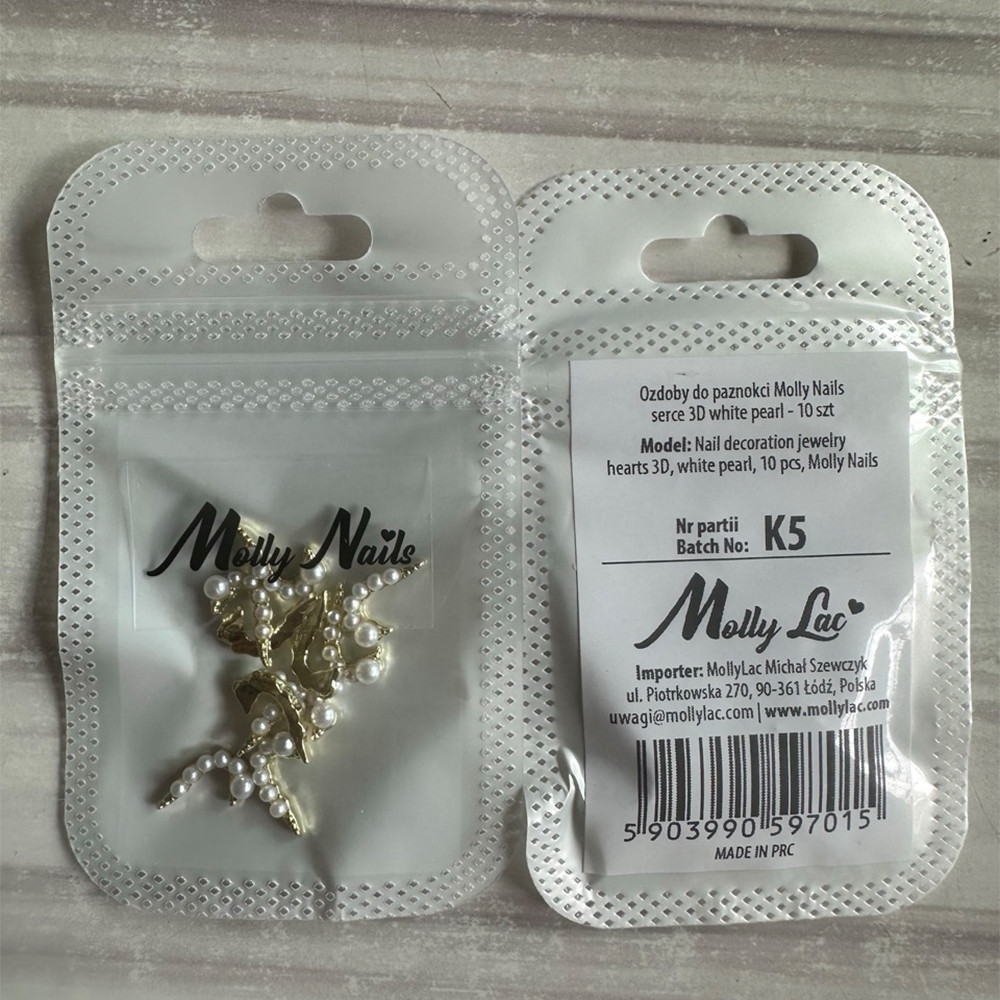 Molly Nails
Ozdoby do paznokci Molly Nails
serce 3D white pearl - 10 szt
Model: Nail decoration jewelry
hearts 3D, white pearl, 10 pcs, Molly Nails
Nr partii
Batch No: K5
Molly Lac
Importer: MollyLac Michał Szewczyk
ul. Piotrkowska 270, 90-361 Łódź, Polska
uwagi@mollylac.com | www.mollylac.com
5 903990 597015
MADE IN PRC